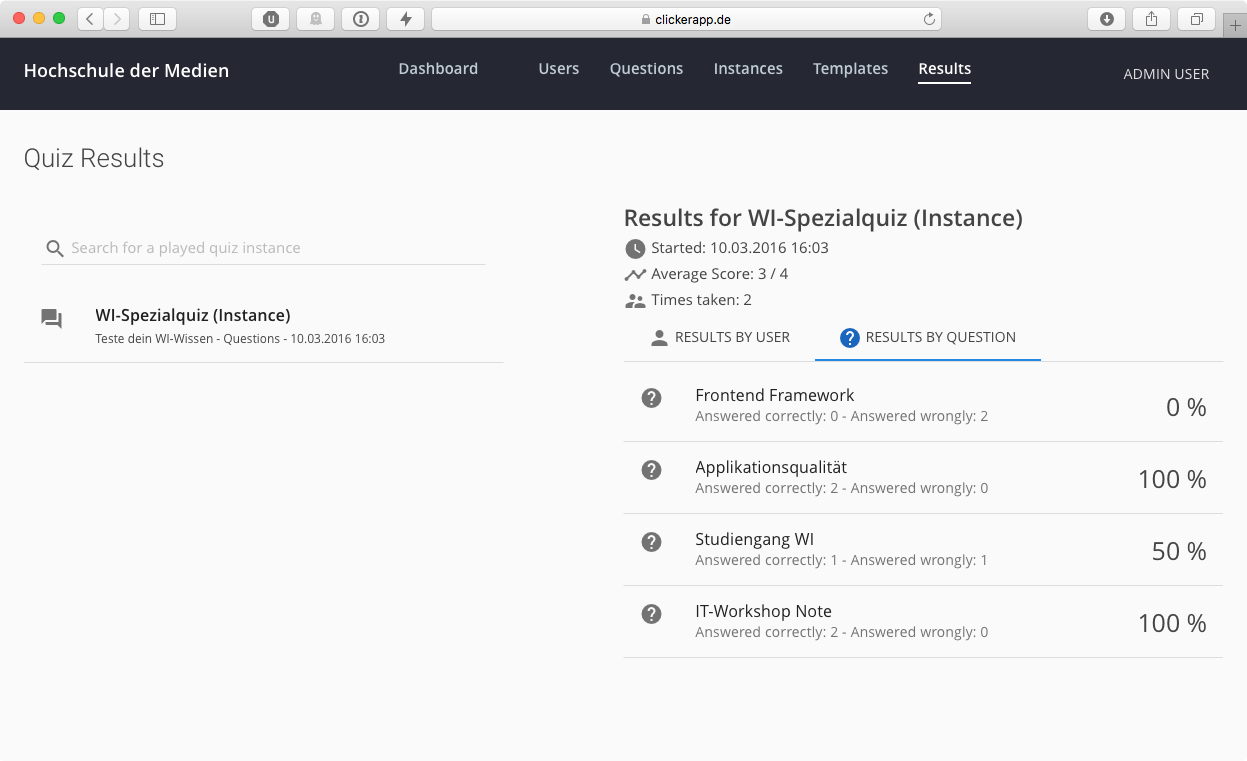 clickerapp.de
Hochschule der Medien
Dashboard Users Questions Instances Templates Results
ADMIN USER
Quiz Results
Search for a played quiz instance
WI-Spezialquiz (Instance)
Teste dein WI-Wissen - Questions - 10.03.2016 16:03
Results for WI-Spezialquiz (Instance)
Started: 10.03.2016 16:03
Average Score: 3 / 4
Times taken: 2
RESULTS BY USER RESULTS BY QUESTION
Frontend Framework
Answered correctly: 0 - Answered wrongly: 2
0 %
Applikationsqualität
Answered correctly: 2 - Answered wrongly: 0
100 %
Studiengang WI
Answered correctly: 1 - Answered wrongly: 1
50 %
IT-Workshop Note
Answered correctly: 2 - Answered wrongly: 0
100 %